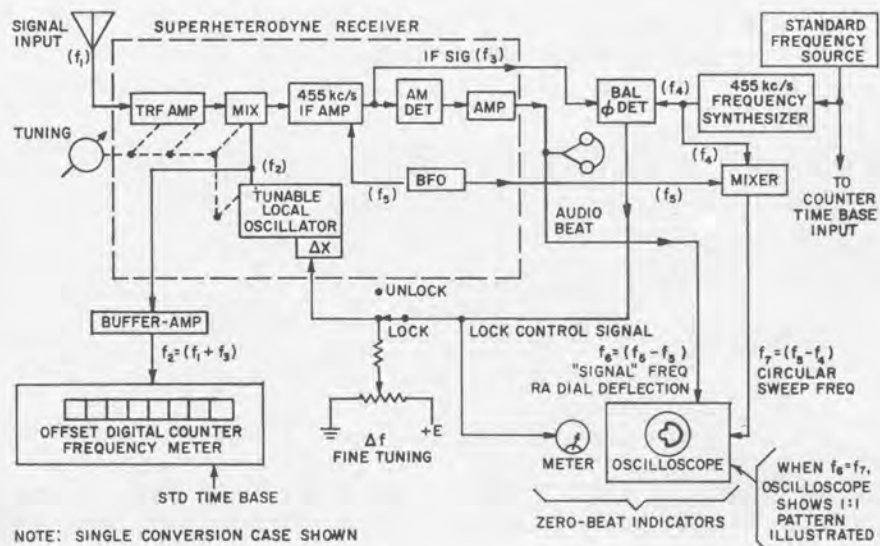 SUPERHETERODYNE RECEIVER
SIGNAL
INPUT
(f1)
STANDARD
FREQUENCY
SOURCE
IF SIG (f3)
TRF AMP
MIX
455 kc/s
IF AMP
AM
DET
AMP
BAL
φ DET
(f4)
455 kc/s
FREQUENCY
SYNTHESIZER
TUNING
(f2)
(f4)
(f5)
BFO
(f5)
MIXER
TO
COUNTER
TIME BASE
INPUT
TUNABLE
LOCAL
OSCILLATOR
ΔX
AUDIO
BEAT
UNLOCK
BUFFER-AMP
LOCK
LOCK CONTROL SIGNAL
f2=(f1+f3)
f6=(f5-f3)
"SIGNAL" FREQ
RA DIAL DEFLECTION
f7=(f5-f4)
CIRCULAR
SWEEP FREQ
OFFSET DIGITAL COUNTER
FREQUENCY METER
+E
Δf
FINE TUNING
METER
OSCILLOSCOPE
STD TIME BASE
WHEN f6=f7,
OSCILLOSCOPE
SHOWS 1:1
PATTERN
ILLUSTRATED
ZERO-BEAT INDICATORS
NOTE: SINGLE CONVERSION CASE SHOWN